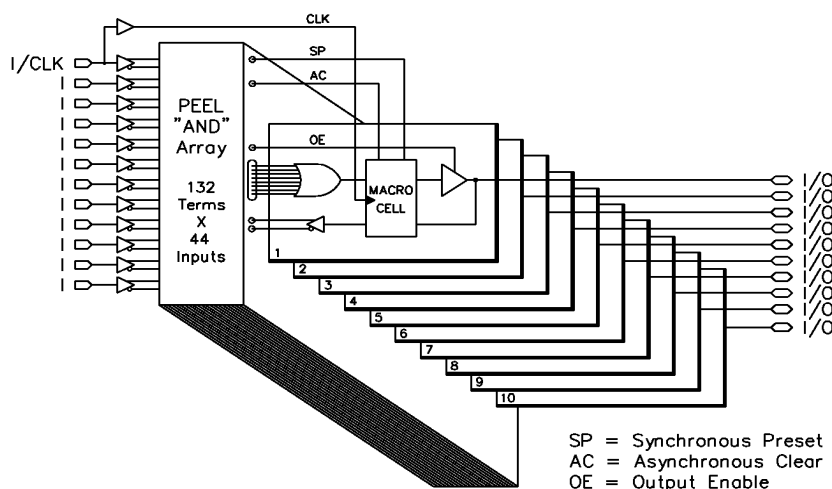 CLK
I/CLK
SP
I
AC
I
PEEL
I
"AND"
I
Array
OE
I
I
132
MACRO
I/O
I
Terms
CELL
I/O
I
X
I/O
I
44
I/O
I
Inputs
1
I/O
I
2
I/O
I
3
I/O
4
I/O
5
I/O
6
I/O
7
8
9
10
SP = Synchronous Preset
AC = Asynchronous Clear
OE = Output Enable